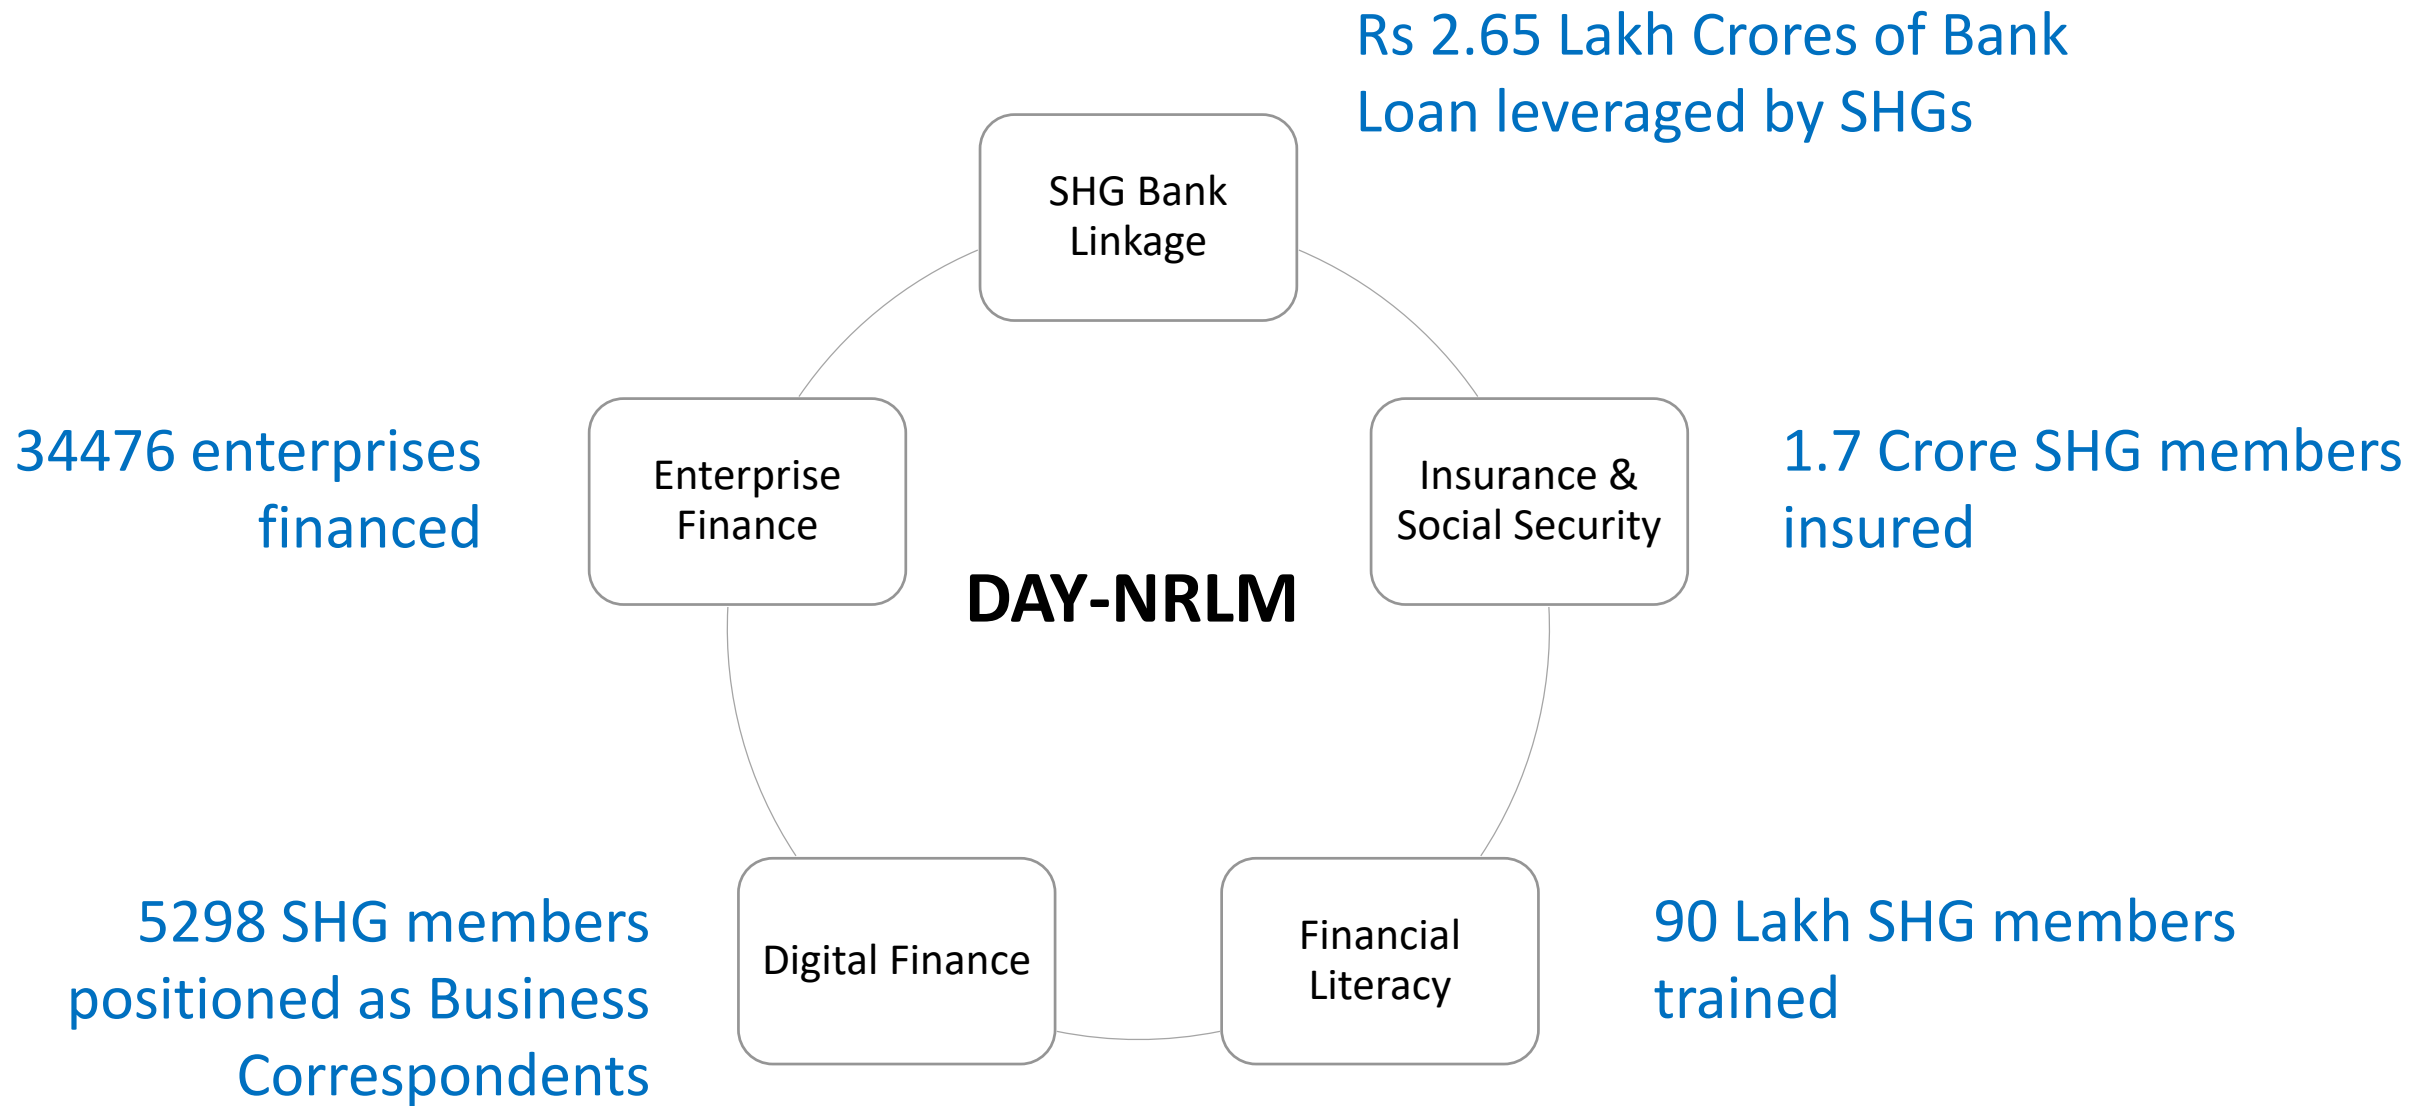 Rs 2.65 Lakh Crores of Bank
Loan leveraged by SHGs
SHG Bank
Linkage
34476 enterprises
financed
Enterprise
Finance
Insurance &
Social Security
1.7 Crore SHG members
insured
DAY-NRLM
5298 SHG members
positioned as Business
Correspondents
Digital Finance
Financial
Literacy
90 Lakh SHG members
trained